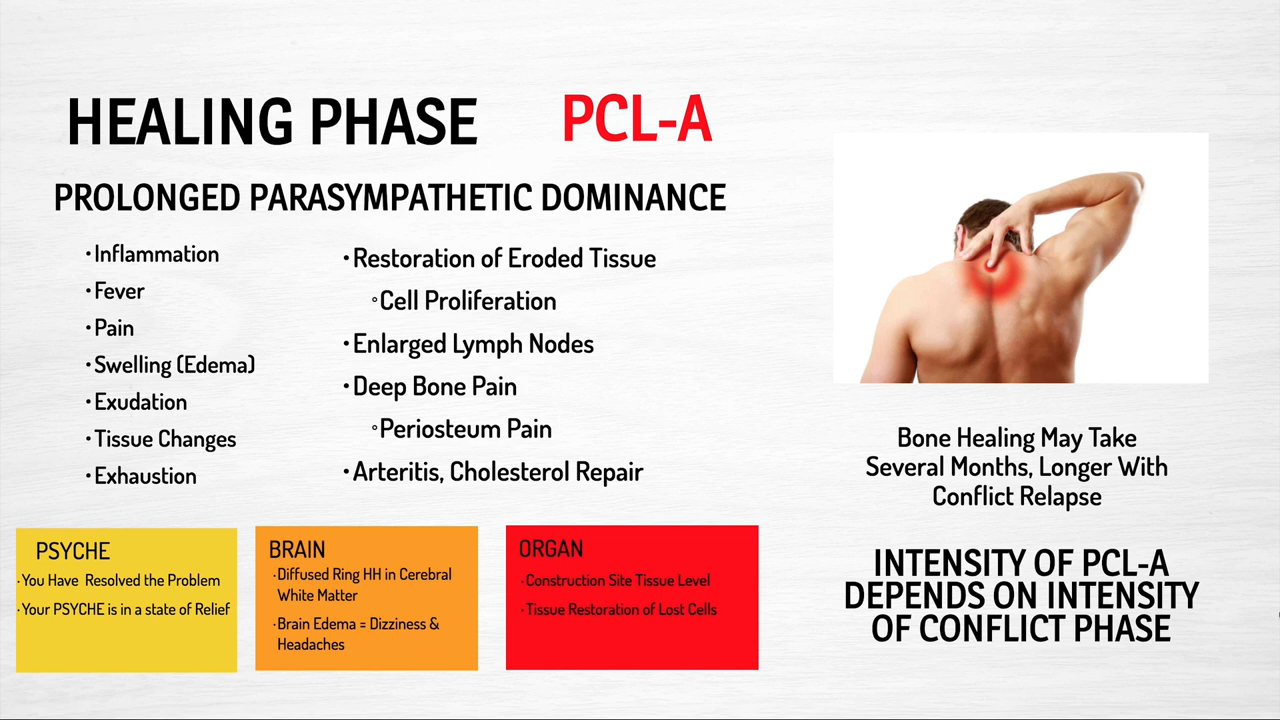 HEALING PHASE PCL-A
PROLONGED PARASYMPATHETIC DOMINANCE
•Inflammation
•Fever
•Pain
•Swelling (Edema)
•Exudation
•Tissue Changes
•Exhaustion
•Restoration of Eroded Tissue
◦Cell Proliferation
•Enlarged Lymph Nodes
•Deep Bone Pain
◦Periosteum Pain
•Arteritis, Cholesterol Repair
Bone Healing May Take
Several Months, Longer With
Conflict Relapse
INTENSITY OF PCL-A
DEPENDS ON INTENSITY
OF CONFLICT PHASE
PSYCHE
·You Have Resolved the Problem
·Your PSYCHE is in a state of Relief
BRAIN
·Diffused Ring HH in Cerebral
White Matter
·Brain Edema = Dizziness &
Headaches
ORGAN
·Construction Site Tissue Level
·Tissue Restoration of Lost Cells